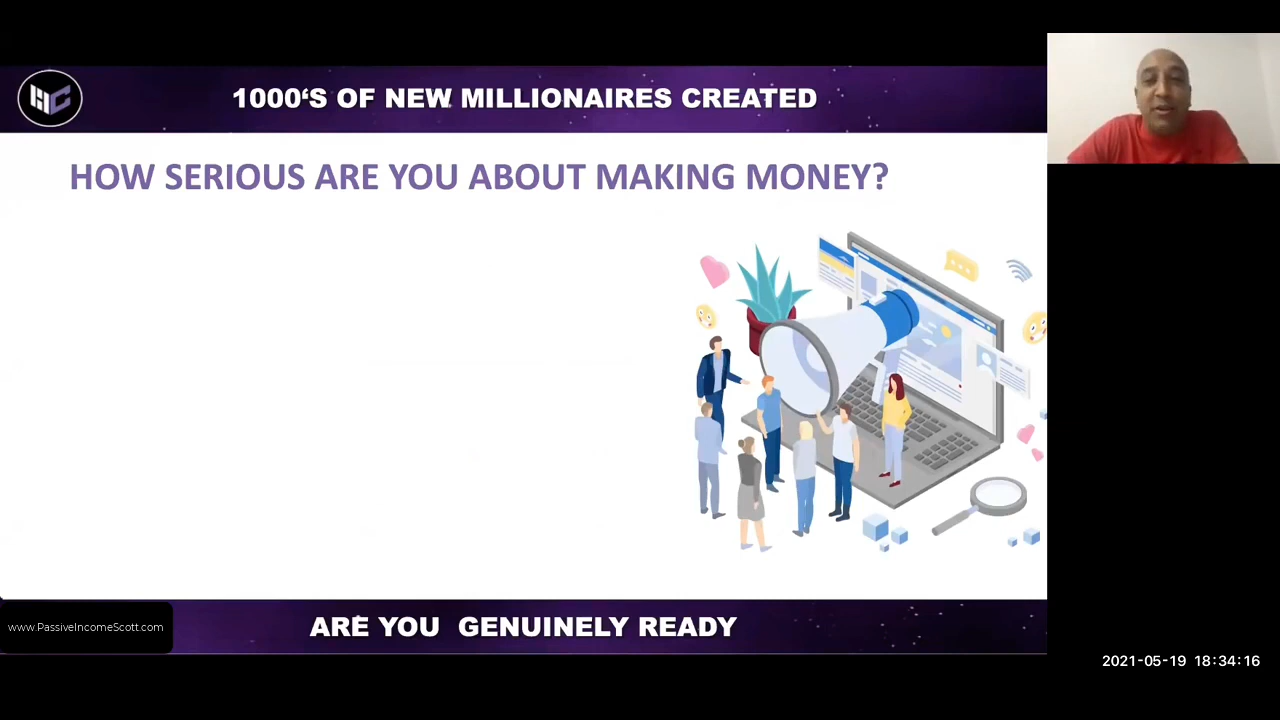 1000‘S OF NEW MILLIONAIRES CREATED
HOW SERIOUS ARE YOU ABOUT MAKING MONEY?
www.PassiveIncomeScott.com
ARE YOU GENUINELY READY
2021-05-19 18:34:16